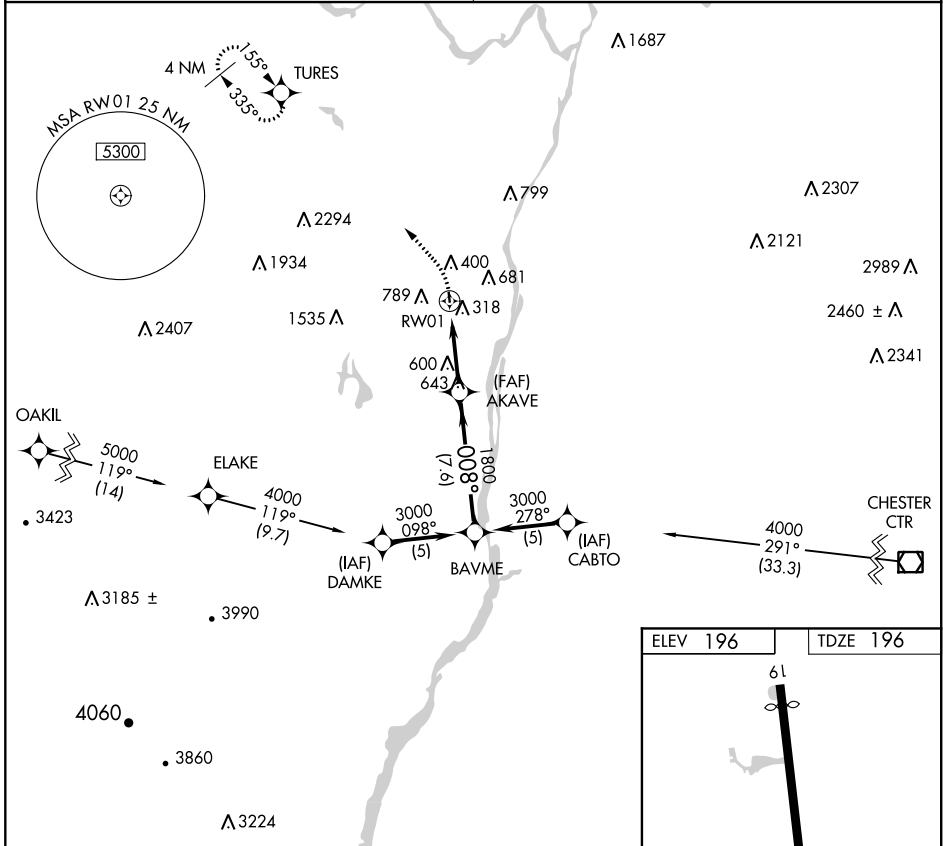 1687
4 NM
155°
335°
TURES
MSA RW01 25 NM
5300
799
2307
2294
2121
1934
400
681
2989
789
318
RW01
1535
2460 ±
2407
2341
600
643
(FAF)
AKAVE
OAKIL
5000
119°
(14)
ELAKE
1800
008°
(7.6)
4000
119°
(9.7)
3423
3000
098°
(5)
3000
278°
(5)
CHESTER
CTR
4000
291°
(33.3)
(IAF)
DAMKE
BAVME
(IAF)
CABTO
3185 ±
3990
ELEV 196
TDZE 196
19
4060
3860
3224